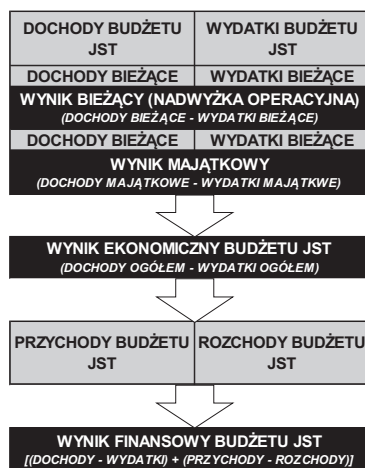 DOCHODY BUDŻETU WYDATKI BUDŻETU
JST JST
DOCHODY BIEŻĄCE WYDATKI BIEŻĄCE
WYNIK BIEŻĄCY (NADWYŻKA OPERACYJNA)
(DOCHODY BIEŻĄCE - WYDATKI BIEŻĄCE)
DOCHODY BIEŻĄCE WYDATKI BIEŻĄCE
WYNIK MAJĄTKOWY
(DOCHODY MAJĄTKOWE - WYDATKI MAJĄTKWE)
WYNIK EKONOMICZNY BUDŻETU JST
(DOCHODY OGÓŁEM - WYDATKI OGÓŁEM)
PRZYCHODY BUDŻETU ROZCHODY BUDŻETU
JST JST
WYNIK FINANSOWY BUDŻETU JST
[(DOCHODY - WYDATKI) + (PRZYCHODY - ROZCHODY)]